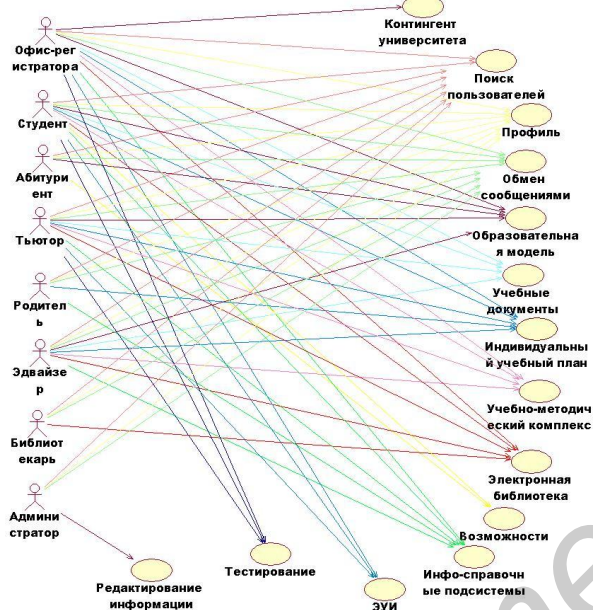 Контингент
университета
Офис-рег
истратора
Поиск
пользователей
Студент
Профиль
Абитури
ент
Обмен
сообщениями
Тьютор
Образовательна
я модель
Учебные
документы
Родител
ь
Индивидуальны
й учебный план
Эдвайзе
р
Учебно-методич
еский комплекс
Библиот
екарь
Электронная
библиотека
Админи
стратор
Возможности
Тестирование
Инфо-справочн
ые подсистемы
Редактирование
информации
ЭУИ